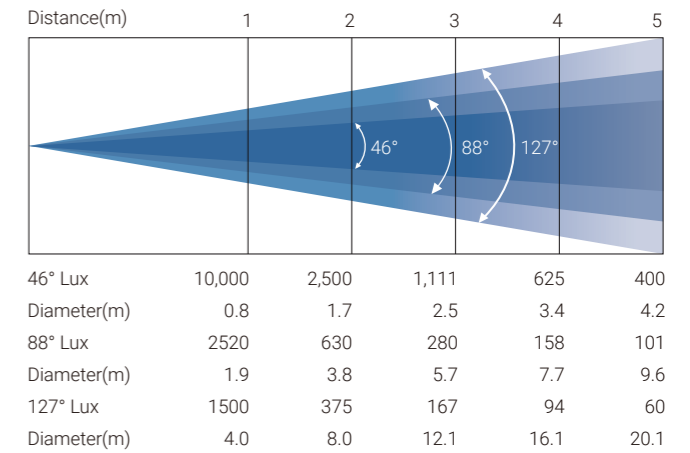 Distance(m) 1 2 3 4 5
46° 88° 127°
46° Lux 10,000 2,500 1,111 625 400
Diameter(m) 0.8 1.7 2.5 3.4 4.2
88° Lux 2520 630 280 158 101
Diameter(m) 1.9 3.8 5.7 7.7 9.6
127° Lux 1500 375 167 94 60
Diameter(m) 4.0 8.0 12.1 16.1 20.1